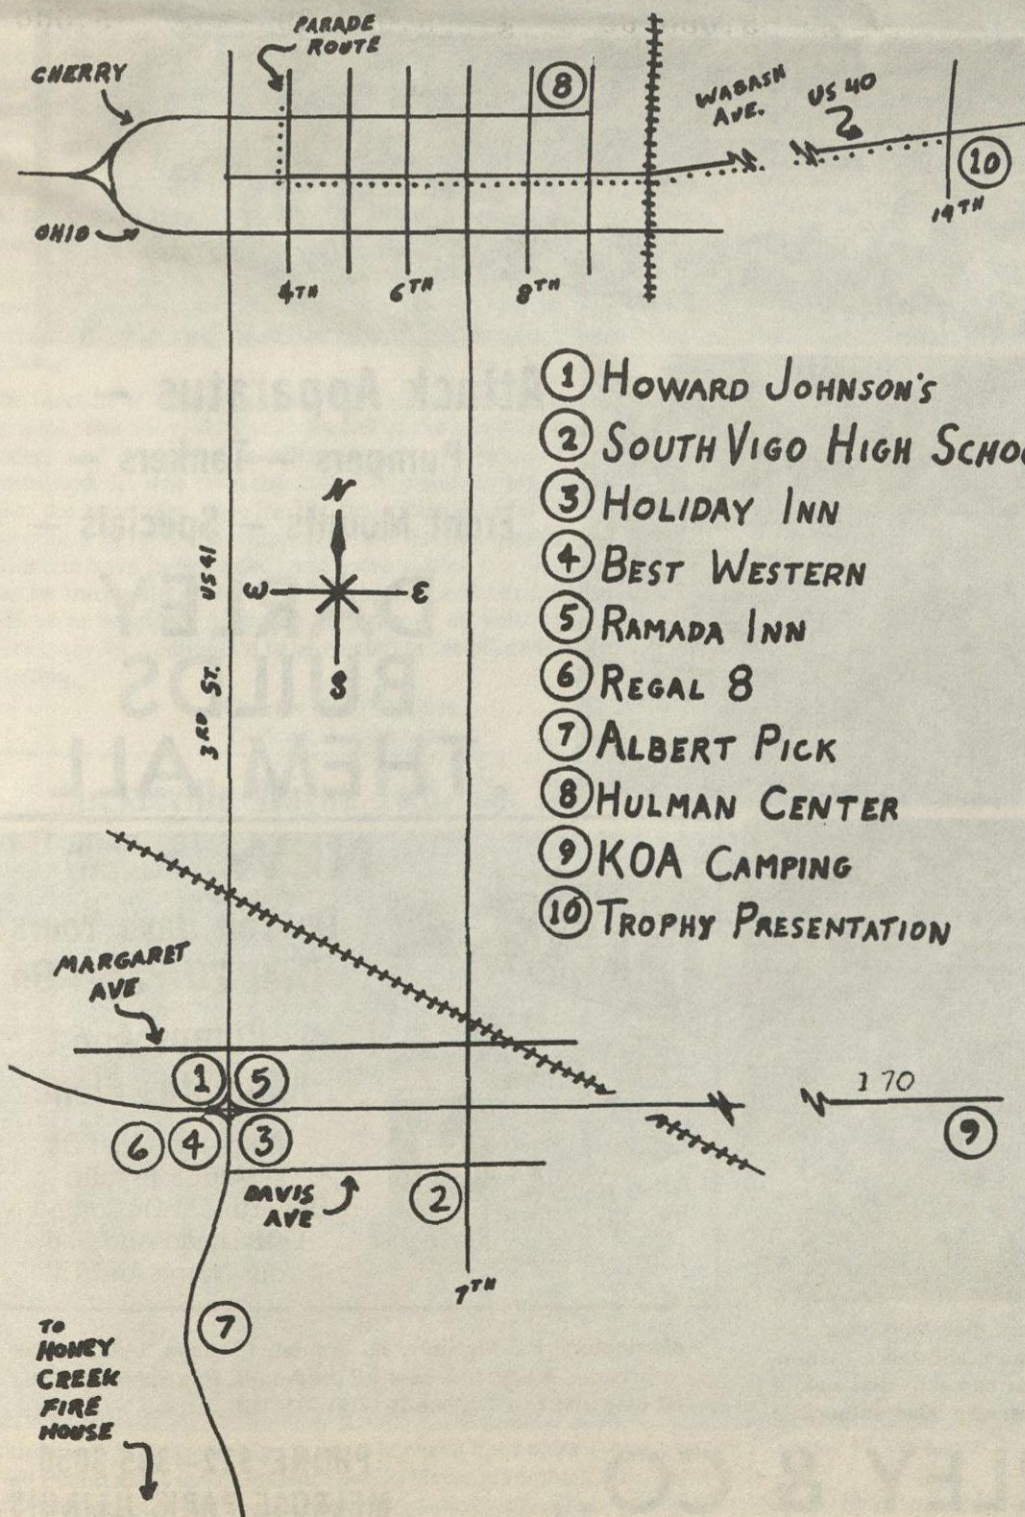 PARADE
ROUTE
CHERRY
8
WABASH
AVE.
US 40
10
OHIO
19TH
4TH
6TH
8TH
1 HOWARD JOHNSON'S
2 SOUTH VIGO HIGH SCHOO
3 HOLIDAY INN
4 BEST WESTERN
5 RAMADA INN
6 REGAL 8
7 ALBERT PICK
8 HULMAN CENTER
9 KOA CAMPING
10 TROPHY PRESENTATION
N
W
E
S
US 41
3RD ST.
MARGARET
AVE
1 5
I 70
6 4 3
9
DAVIS
AVE
2
7TH
7
TO
HONEY
CREEK
FIRE
HOUSE
Attack Apparatus -
Pumpers - Tankers -
Front Mounts - Specials
DARLEY
BUILDS
THEM ALL